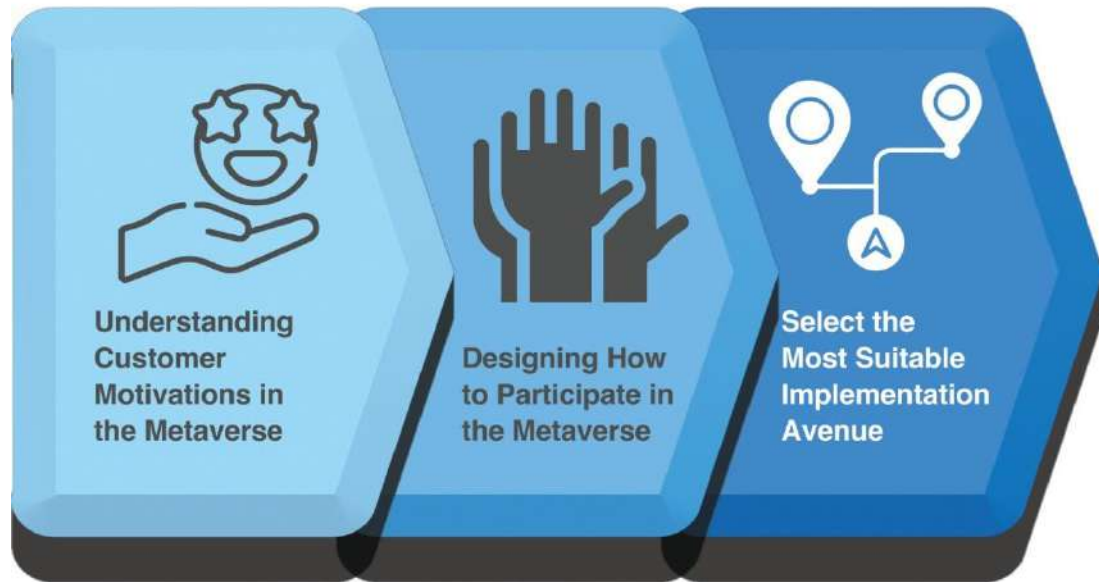 Understanding
Customer
Motivations in
the Metaverse
Designing How
to Participate in
the Metaverse
Select the
Most Suitable
Implementation
Avenue